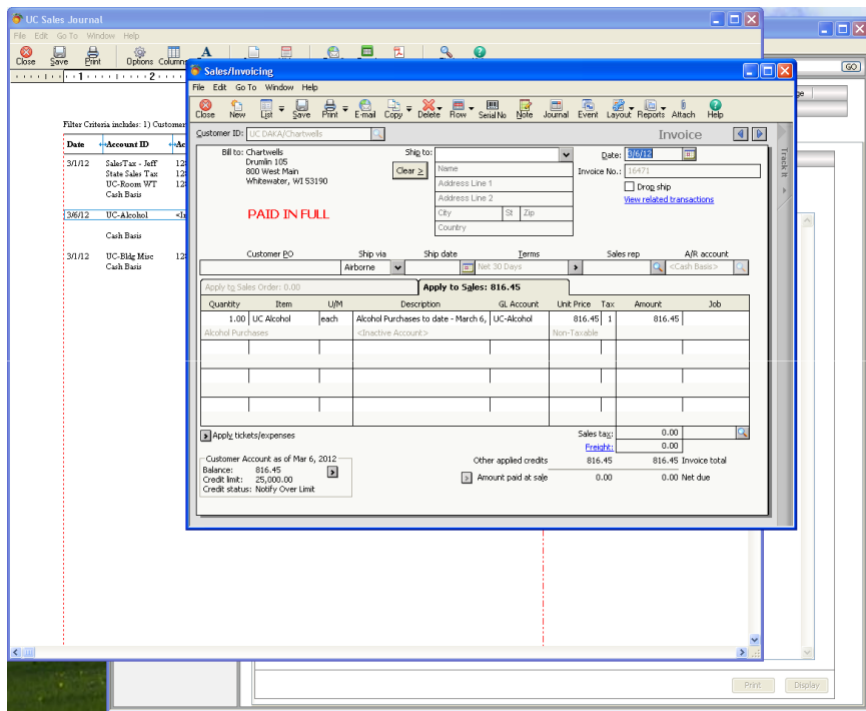 UC Sales Journal
File Edit Go To Window Help
Close Save Print Options Columns
1 2
GO
Filter Criteria includes: 1) Customer
Date Account ID Ac
3/1/12 SalesTax - Jeff 12
State Sales Tax 12
UC-Room WT 12
Cash Basis
3/6/12 UC-Alcohol <I
Cash Basis
3/1/12 UC-Bldg Misc 12
Cash Basis
Sales/Invoicing
File Edit Go To Window Help
Close New List Save Print E-mail Copy Delete Row Serial No Note Journal Event Layout Reports Attach Help
Customer ID: UC DAKA/Chartwells
Invoice
Track It
Bill to: Chartwells
Drumlin 105
800 West Main
Whitewater, WI 53190
PAID IN FULL
Ship to:
Clear >
Name
Address Line 1
Address Line 2
City St Zip
Country
Date: 3/6/12
Invoice No.: 16471
Drop ship
View related transactions
Customer PO Ship via Ship date Terms Sales rep A/R account
Airborne Net 30 Days <Cash Basis>
Apply to Sales Order: 0.00 Apply to Sales: 816.45
Quantity Item U/M Description GL Account Unit Price Tax Amount Job
1.00 UC Alcohol each Alcohol Purchases to date - March 6, UC-Alcohol 816.45 1 816.45
Alcohol Purchases <Inactive Account> Non-Taxable
Apply tickets/expenses
Sales tax: 0.00
Freight: 0.00
Customer Account as of Mar 6, 2012
Balance: 816.45
Credit limit: 25,000.00
Credit status: Notify Over Limit
Other applied credits 816.45 816.45 Invoice total
Amount paid at sale 0.00 0.00 Net due
Print Display